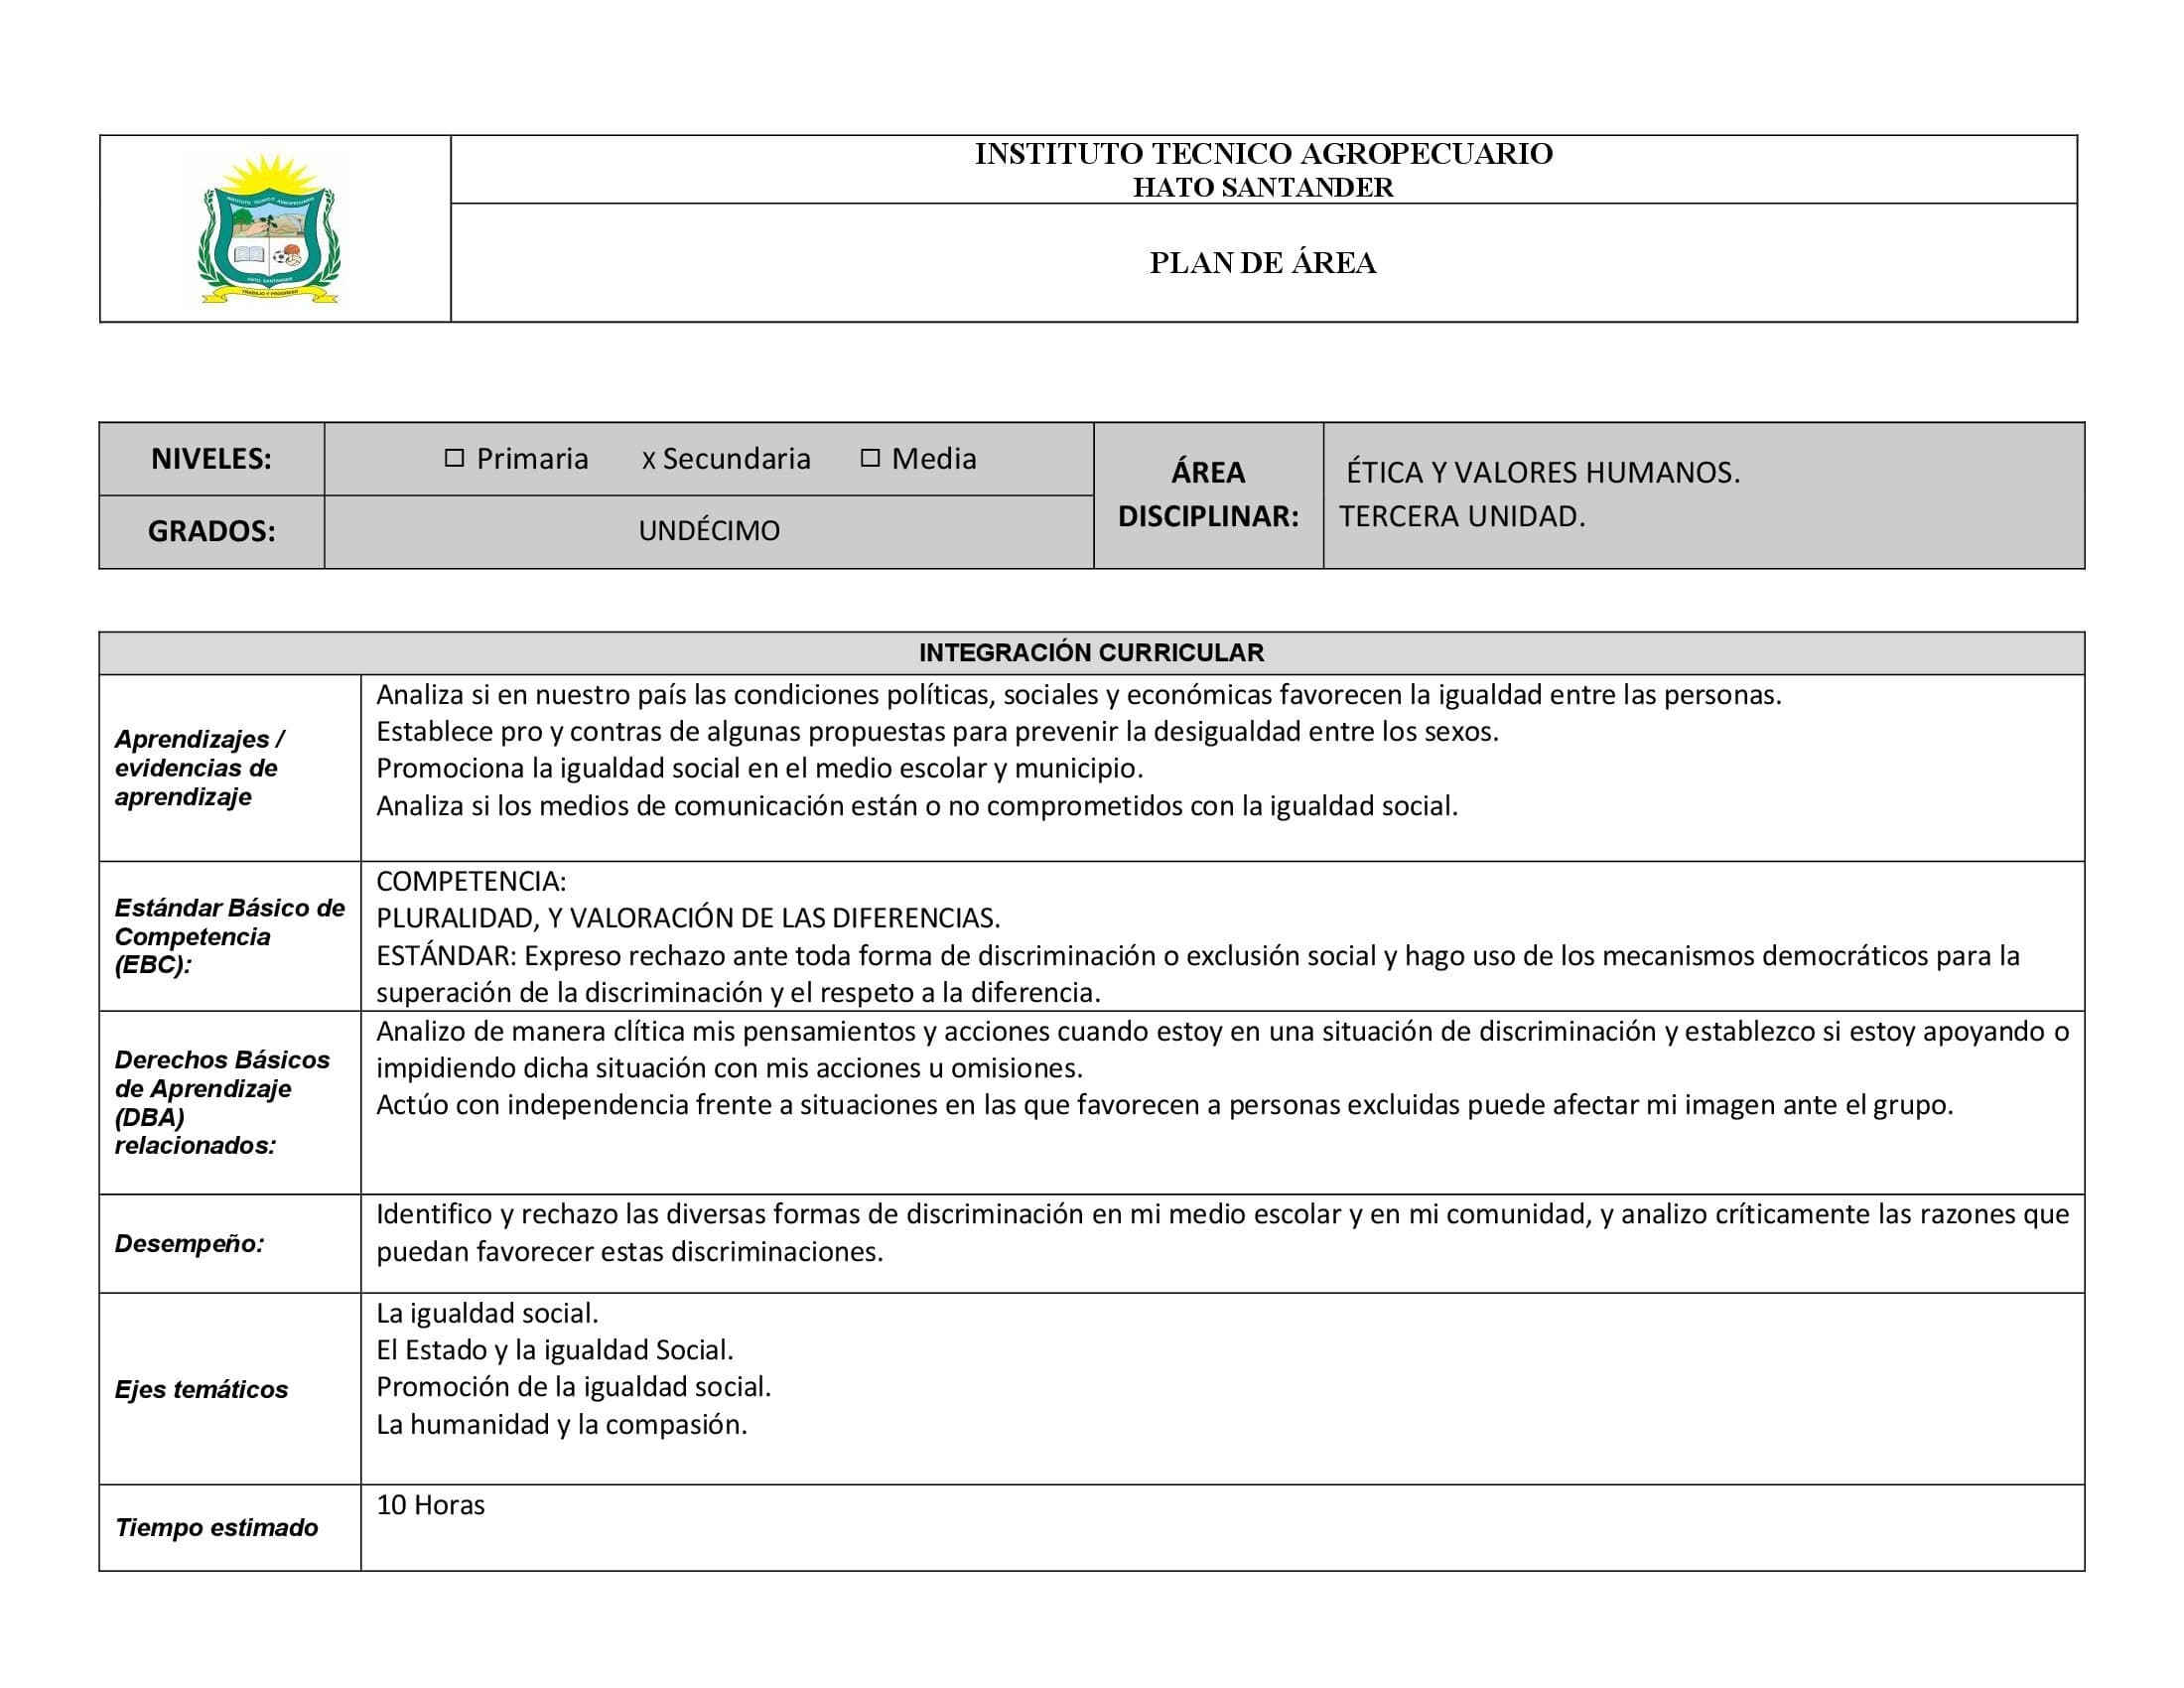 INSTITUTO TECNICO AGROPECUARIO
HATO SANTANDER
PLAN DE ÁREA
INSTITUTO TECNICO AGROPECUARIO
HATO SANTANDER
TRABAJO Y PROGRESO
NIVELES:
☐ Primaria x Secundaria ☐ Media
GRADOS:
UNDÉCIMO
ÁREA
DISCIPLINAR:
ÉTICA Y VALORES HUMANOS.
TERCERA UNIDAD.
INTEGRACIÓN CURRICULAR
Aprendizajes /
evidencias de
aprendizaje
Analiza si en nuestro país las condiciones políticas, sociales y económicas favorecen la igualdad entre las personas.
Establece pro y contras de algunas propuestas para prevenir la desigualdad entre los sexos.
Promociona la igualdad social en el medio escolar y municipio.
Analiza si los medios de comunicación están o no comprometidos con la igualdad social.
Estándar Básico de
Competencia
(EBC):
COMPETENCIA:
PLURALIDAD, Y VALORACIÓN DE LAS DIFERENCIAS.
ESTÁNDAR: Expreso rechazo ante toda forma de discriminación o exclusión social y hago uso de los mecanismos democráticos para la
superación de la discriminación y el respeto a la diferencia.
Derechos Básicos
de Aprendizaje
(DBA)
relacionados:
Analizo de manera clítica mis pensamientos y acciones cuando estoy en una situación de discriminación y establezco si estoy apoyando o
impidiendo dicha situación con mis acciones u omisiones.
Actúo con independencia frente a situaciones en las que favorecen a personas excluidas puede afectar mi imagen ante el grupo.
Desempeño:
Identifico y rechazo las diversas formas de discriminación en mi medio escolar y en mi comunidad, y analizo críticamente las razones que
puedan favorecer estas discriminaciones.
Ejes temáticos
La igualdad social.
El Estado y la igualdad Social.
Promoción de la igualdad social.
La humanidad y la compasión.
Tiempo estimado
10 Horas